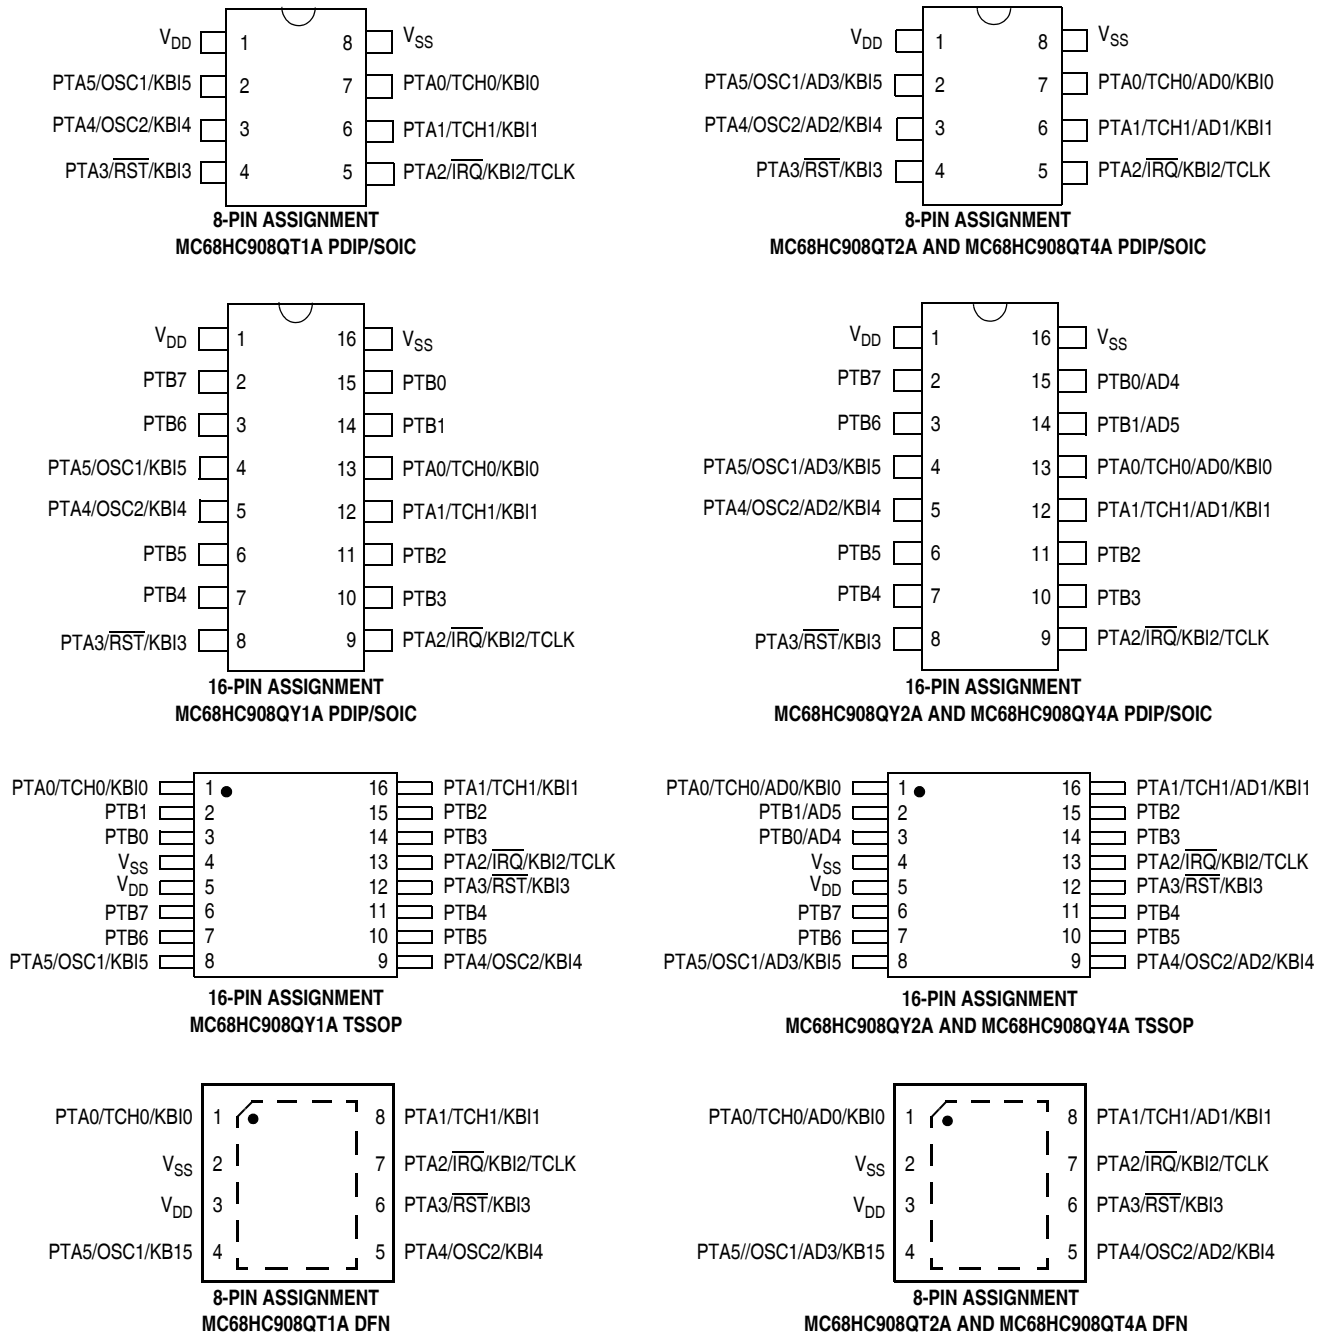 VDD 1 8 VSS
PTA5/OSC1/KBI5 2 7 PTA0/TCH0/KBI0
PTA4/OSC2/KBI4 3 6 PTA1/TCH1/KBI1
PTA3/RST/KBI3 4 5 PTA2/IRQ/KBI2/TCLK
8-PIN ASSIGNMENT
MC68HC908QT1A PDIP/SOIC
VDD 1 8 VSS
PTA5/OSC1/AD3/KBI5 2 7 PTA0/TCH0/AD0/KBI0
PTA4/OSC2/AD2/KBI4 3 6 PTA1/TCH1/AD1/KBI1
PTA3/RST/KBI3 4 5 PTA2/IRQ/KBI2/TCLK
8-PIN ASSIGNMENT
MC68HC908QT2A AND MC68HC908QT4A PDIP/SOIC
VDD 1 16 VSS
PTB7 2 15 PTB0
PTB6 3 14 PTB1
PTA5/OSC1/KBI5 4 13 PTA0/TCH0/KBI0
PTA4/OSC2/KBI4 5 12 PTA1/TCH1/KBI1
PTB5 6 11 PTB2
PTB4 7 10 PTB3
PTA3/RST/KBI3 8 9 PTA2/IRQ/KBI2/TCLK
16-PIN ASSIGNMENT
MC68HC908QY1A PDIP/SOIC
VDD 1 16 VSS
PTB7 2 15 PTB0/AD4
PTB6 3 14 PTB1/AD5
PTA5/OSC1/AD3/KBI5 4 13 PTA0/TCH0/AD0/KBI0
PTA4/OSC2/AD2/KBI4 5 12 PTA1/TCH1/AD1/KBI1
PTB5 6 11 PTB2
PTB4 7 10 PTB3
PTA3/RST/KBI3 8 9 PTA2/IRQ/KBI2/TCLK
16-PIN ASSIGNMENT
MC68HC908QY2A AND MC68HC908QY4A PDIP/SOIC
PTA0/TCH0/KBI0 1 16 PTA1/TCH1/KBI1
PTB1 2 15 PTB2
PTB0 3 14 PTB3
VSS 4 13 PTA2/IRQ/KBI2/TCLK
VDD 5 12 PTA3/RST/KBI3
PTB7 6 11 PTB4
PTB6 7 10 PTB5
PTA5/OSC1/KBI5 8 9 PTA4/OSC2/KBI4
16-PIN ASSIGNMENT
MC68HC908QY1A TSSOP
PTA0/TCH0/AD0/KBI0 1 16 PTA1/TCH1/AD1/KBI1
PTB1/AD5 2 15 PTB2
PTB0/AD4 3 14 PTB3
VSS 4 13 PTA2/IRQ/KBI2/TCLK
VDD 5 12 PTA3/RST/KBI3
PTB7 6 11 PTB4
PTB6 7 10 PTB5
PTA5/OSC1/AD3/KBI5 8 9 PTA4/OSC2/AD2/KBI4
16-PIN ASSIGNMENT
MC68HC908QY2A AND MC68HC908QY4A TSSOP
PTA0/TCH0/KBI0 1 8 PTA1/TCH1/KBI1
VSS 2 7 PTA2/IRQ/KBI2/TCLK
VDD 3 6 PTA3/RST/KBI3
PTA5/OSC1/KB15 4 5 PTA4/OSC2/KBI4
8-PIN ASSIGNMENT
MC68HC908QT1A DFN
PTA0/TCH0/AD0/KBI0 1 8 PTA1/TCH1/AD1/KBI1
VSS 2 7 PTA2/IRQ/KBI2/TCLK
VDD 3 6 PTA3/RST/KBI3
PTA5//OSC1/AD3/KB15 4 5 PTA4/OSC2/AD2/KBI4
8-PIN ASSIGNMENT
MC68HC908QT2A AND MC68HC908QT4A DFN